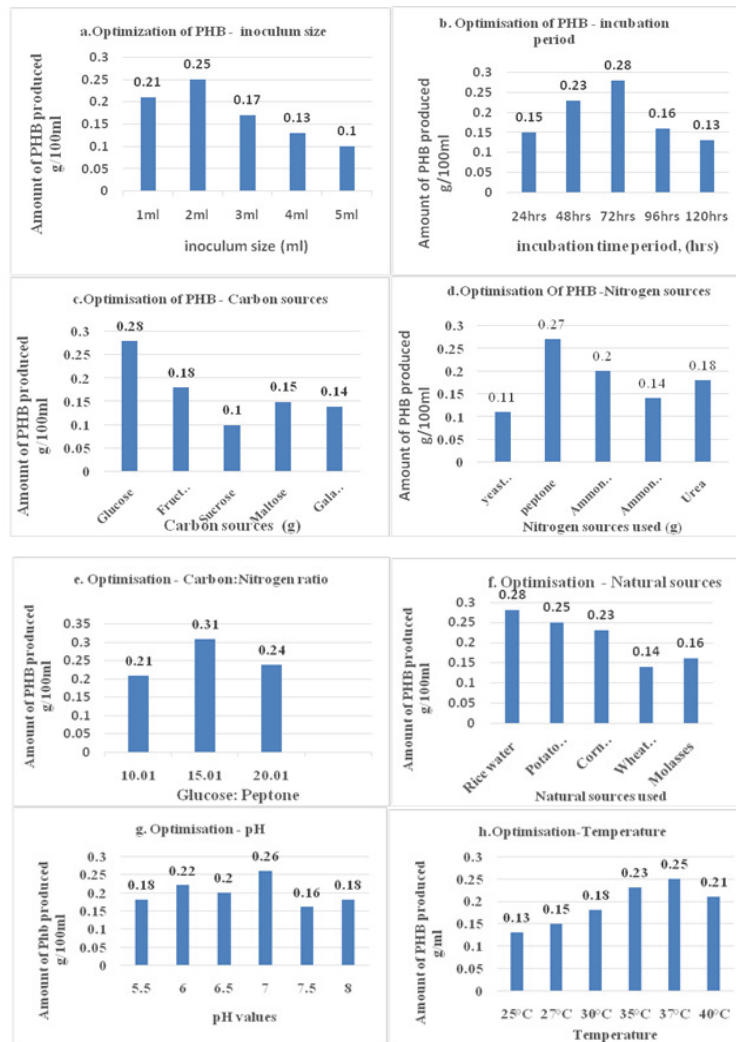 a.Optimization of PHB - inoculum size
Amount of PHB produced
g/100ml
0.3
0.25
0.2
0.15
0.1
0.05
0
0.21
0.25
0.17
0.13
0.1
1ml 2ml 3ml 4ml 5ml
inoculum size (ml)
b. Optimisation of PHB - incubation
period
Amount of PHB produced
g/100ml
0.3
0.25
0.2
0.15
0.1
0.05
0
0.15
0.23
0.28
0.16
0.13
24hrs 48hrs 72hrs 96hrs 120hrs
incubation time period, (hrs)
c.Optimisation of PHB - Carbon sources
Amount of PHB produced
g/100ml
0.3
0.25
0.2
0.15
0.1
0.05
0
0.28
0.18
0.1
0.15
0.14
Glucose
Fruct..
Sucrose
Maltose
Gala..
Carbon sources (g)
d.Optimisation Of PHB -Nitrogen sources
Amount of PHB produced
g/100ml
0.3
0.25
0.2
0.15
0.1
0.05
0
0.11
0.27
0.2
0.14
0.18
yeast..
peptone
Ammon..
Ammon..
Urea
Nitrogen sources used (g)
e. Optimisation - Carbon:Nitrogen ratio
Amount of PHB produced
g/100ml
0.35
0.3
0.25
0.2
0.15
0.1
0.05
0
0.21
0.31
0.24
10.01 15.01 20.01
Glucose: Peptone
f. Optimisation - Natural sources
Amount of PHB produced
g/100ml
0.3
0.25
0.2
0.15
0.1
0.05
0
0.28
0.25
0.23
0.14
0.16
Rice water
Potato..
Corn..
Wheat..
Molasses
Natural sources used
g. Optimisation - pH
Amount of Phb produced
g/100ml
0.3
0.25
0.2
0.15
0.1
0.05
0
0.18
0.22
0.2
0.26
0.16
0.18
5.5 6 6.5 7 7.5 8
pH values
h.Optimisation-Temperature
Amount of PHB produced
g/ml
0.3
0.25
0.2
0.15
0.1
0.05
0
0.13
0.15
0.18
0.23
0.25
0.21
25°C 27°C 30°C 35°C 37°C 40°C
Temperature